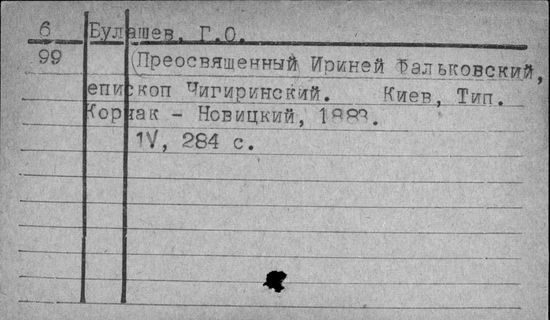 6 Булашев, Г.О.
99 (Преосвященный Ириней Фальковский,
епископ Чигиринский. Киев, Тип.
Корчак - Новицкий, 1883.
1V, 284 с.